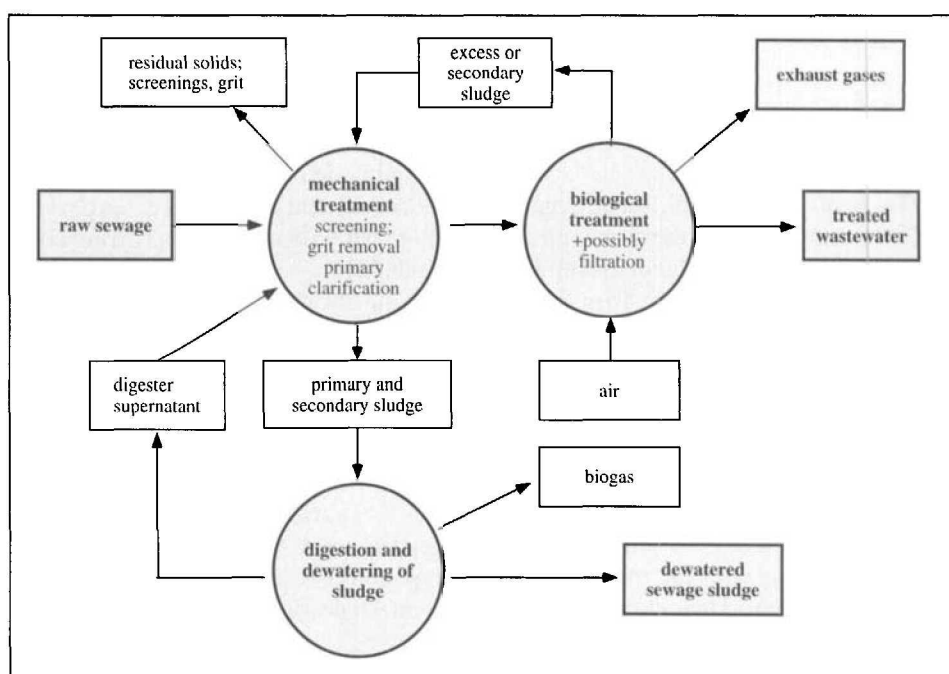 residual solids;
screenings, grit
excess or
secondary
sludge
exhaust gases
raw sewage
mechanical
treatment
screening;
grit removal
primary
clarification
biological
treatment
+possibly
filtration
treated
wastewater
digester
supernatant
primary and
secondary sludge
air
biogas
digestion and
dewatering of
sludge
dewatered
sewage sludge